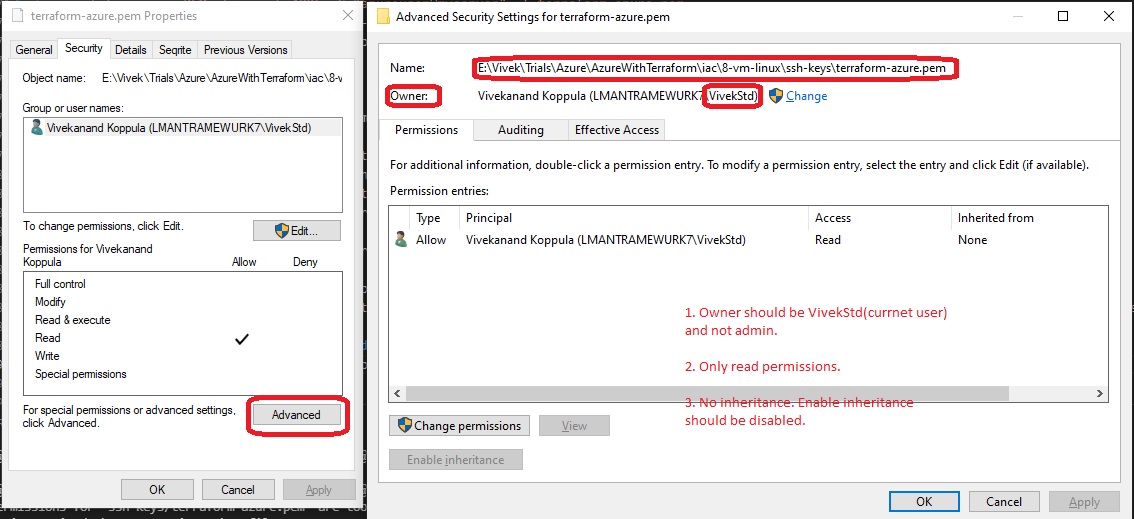 terraform-azure.pem Properties
General Security Details Seqrite Previous Versions
Object name: E:\Vivek\Trials\Azure\AzureWithTerraform\iac\8-v
Group or user names:
Vivekanand Koppula (LMANTRAMEWURK7\VivekStd)
To change permissions, click Edit.
Edit...
Permissions for Vivekanand
Koppula
Allow Deny
Full control
Modify
Read & execute
Read
Write
Special permissions
For special permissions or advanced settings,
click Advanced.
Advanced
OK Cancel Apply
Advanced Security Settings for terraform-azure.pem
Name: E:\Vivek\Trials\Azure\AzureWithTerraform\iac\8-vm-linux\ssh-keys\terraform-azure.pem
Owner: Vivekanand Koppula (LMANTRAMEWURK7\VivekStd) Change
Permissions Auditing Effective Access
For additional information, double-click a permission entry. To modify a permission entry, select the entry and click Edit (if available).
Permission entries:
Type Principal Access Inherited from
Allow Vivekanand Koppula (LMANTRAMEWURK7\VivekStd) Read None
1. Owner should be VivekStd(currnet user)
and not admin.
2. Only read permissions.
3. No inheritance. Enable inheritance
should be disabled.
Change permissions View
Enable inheritance
OK Cancel Apply